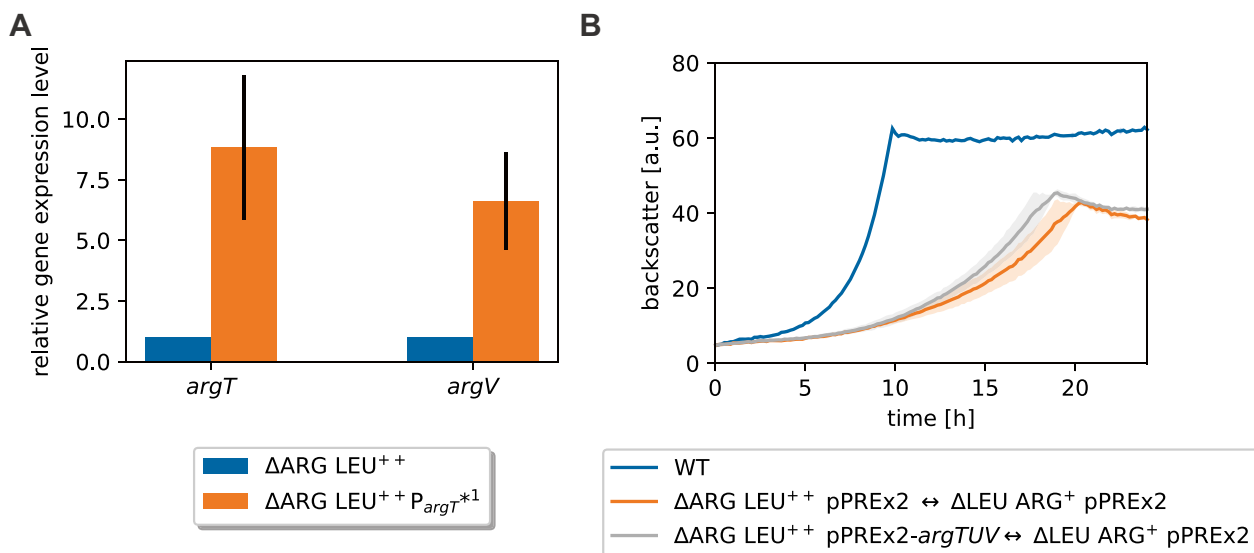 A
relative gene expression level
10.0
7.5
5.0
2.5
0.0
argT argV
ΔARG LEU⁺⁺
ΔARG LEU⁺⁺ P_argT*¹
B
backscatter [a.u.]
80
60
40
20
0
0 5 10 15 20
time [h]
WT
ΔARG LEU⁺⁺ pPREx2 ↔ ΔLEU ARG⁺ pPREx2
ΔARG LEU⁺⁺ pPREx2-argTUV ↔ ΔLEU ARG⁺ pPREx2